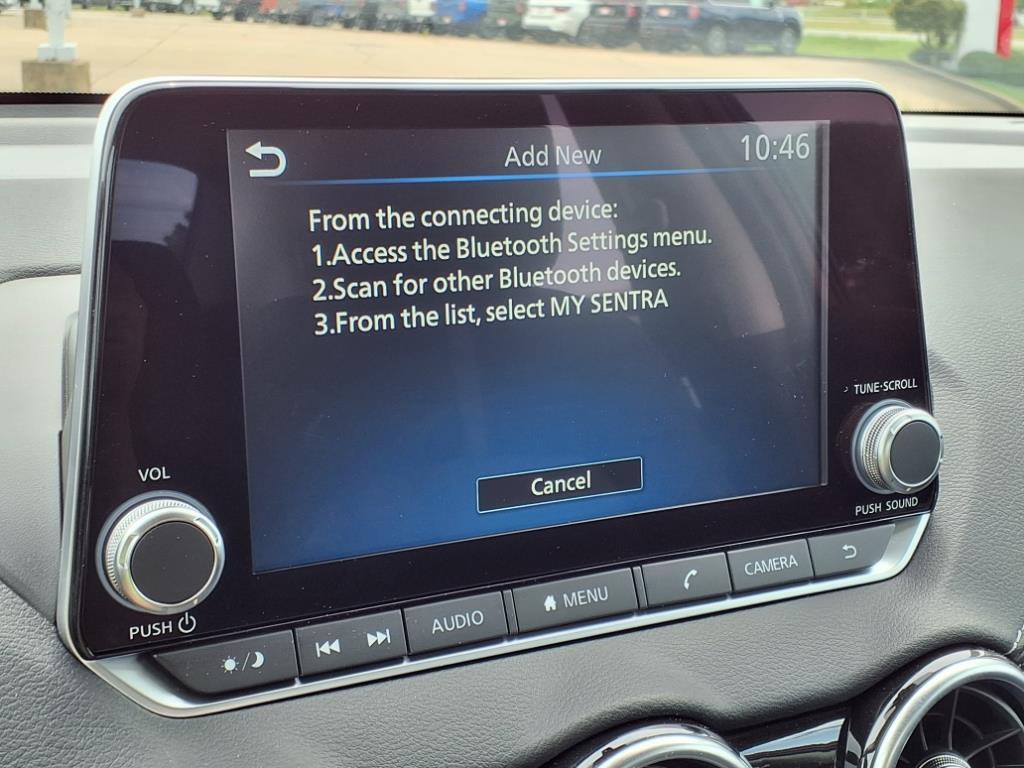 Add New
10:46
From the connecting device:
1.Access the Bluetooth Settings menu.
2.Scan for other Bluetooth devices.
3.From the list, select MY SENTRA
Cancel
TUNE·SCROLL
PUSH SOUND
VOL
PUSH
AUDIO
MENU
CAMERA